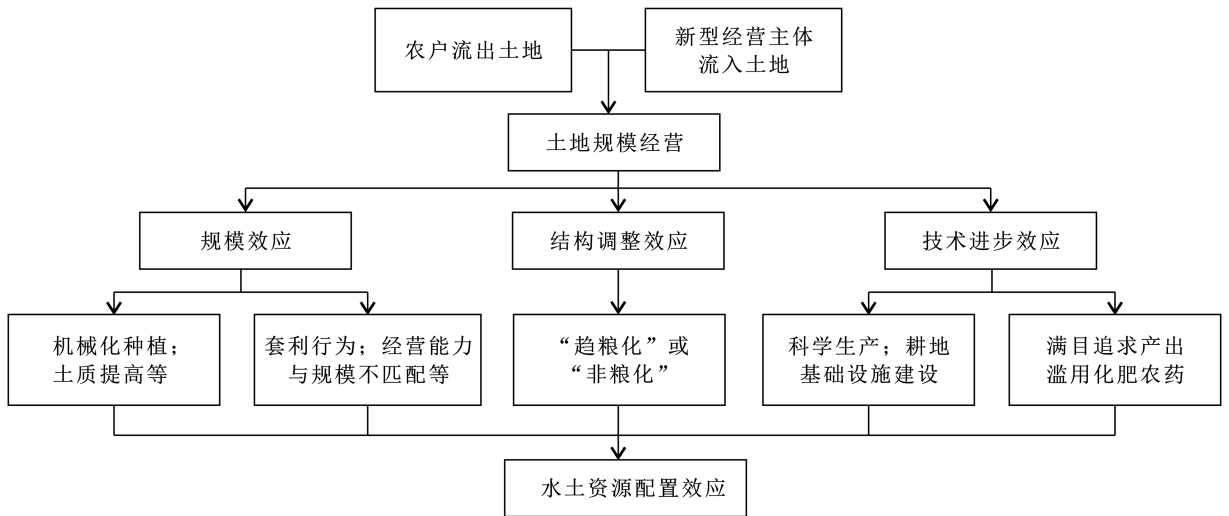 农户流出土地
新型经营主体
流入土地
土地规模经营
规模效应
结构调整效应
技术进步效应
机械化种植；
土质提高等
套利行为；经营能力
与规模不匹配等
“趋粮化”或
“非粮化”
科学生产；耕地
基础设施建设
满目追求产出
滥用化肥农药
水土资源配置效应